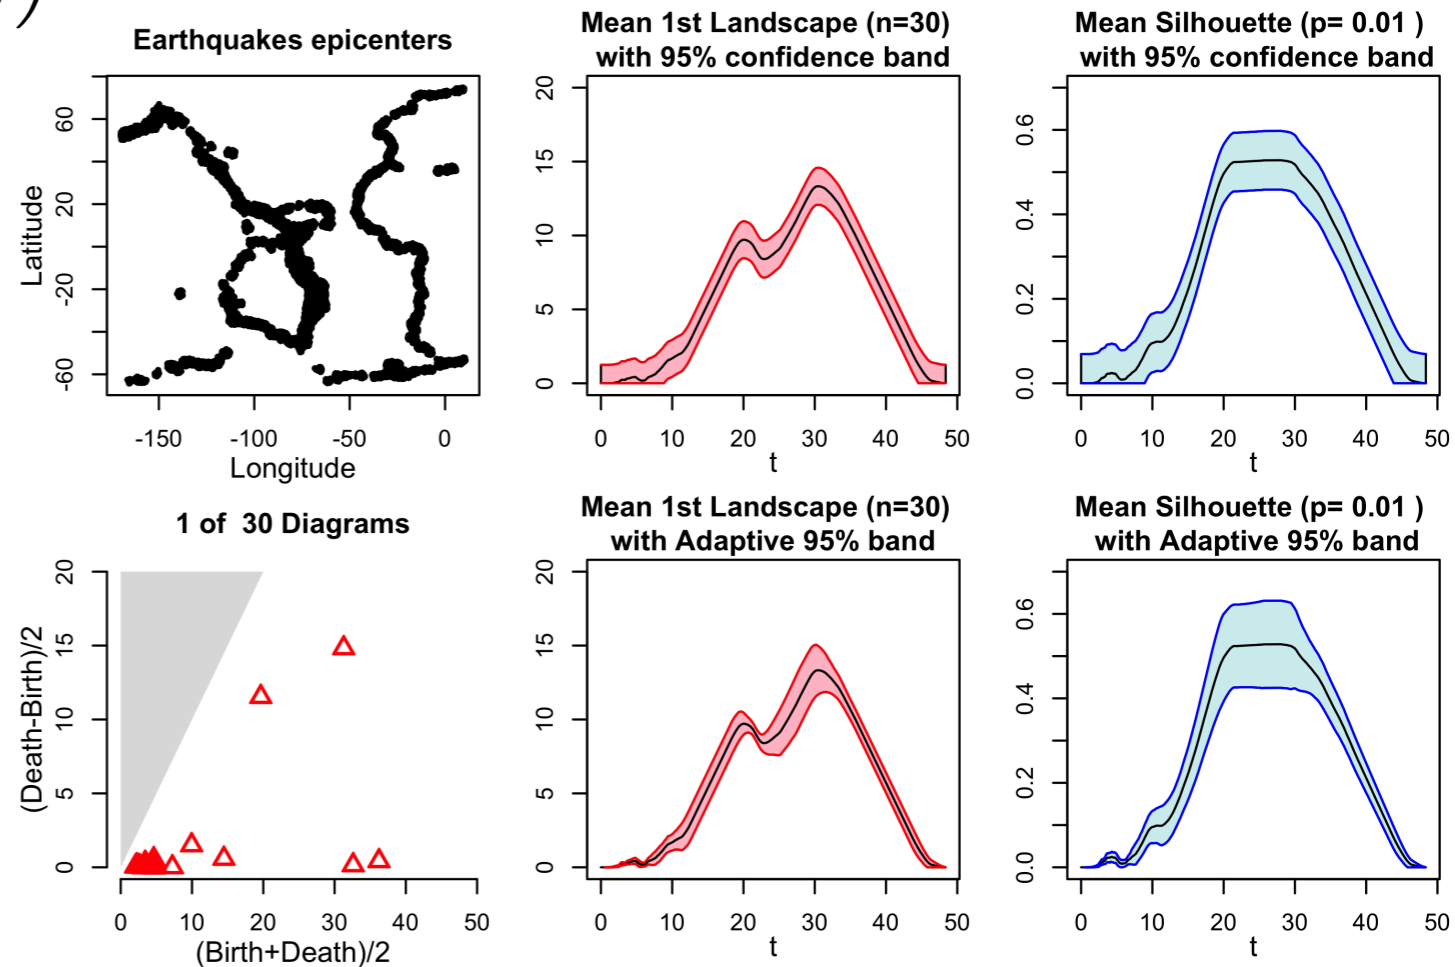 )
Earthquakes epicenters
Latitude
60
20
-20
-60
-150 -100 -50 0
Longitude
Mean 1st Landscape (n=30)
with 95% confidence band
20
15
10
5
0
0 10 20 30 40 50
t
Mean Silhouette (p= 0.01 )
with 95% confidence band
0.6
0.4
0.2
0.0
0 10 20 30 40 50
t
1 of 30 Diagrams
(Death-Birth)/2
20
15
10
5
0
0 10 20 30 40 50
(Birth+Death)/2
Mean 1st Landscape (n=30)
with Adaptive 95% band
20
15
10
5
0
0 10 20 30 40 50
t
Mean Silhouette (p= 0.01 )
with Adaptive 95% band
0.6
0.4
0.2
0.0
0 10 20 30 40 50
t